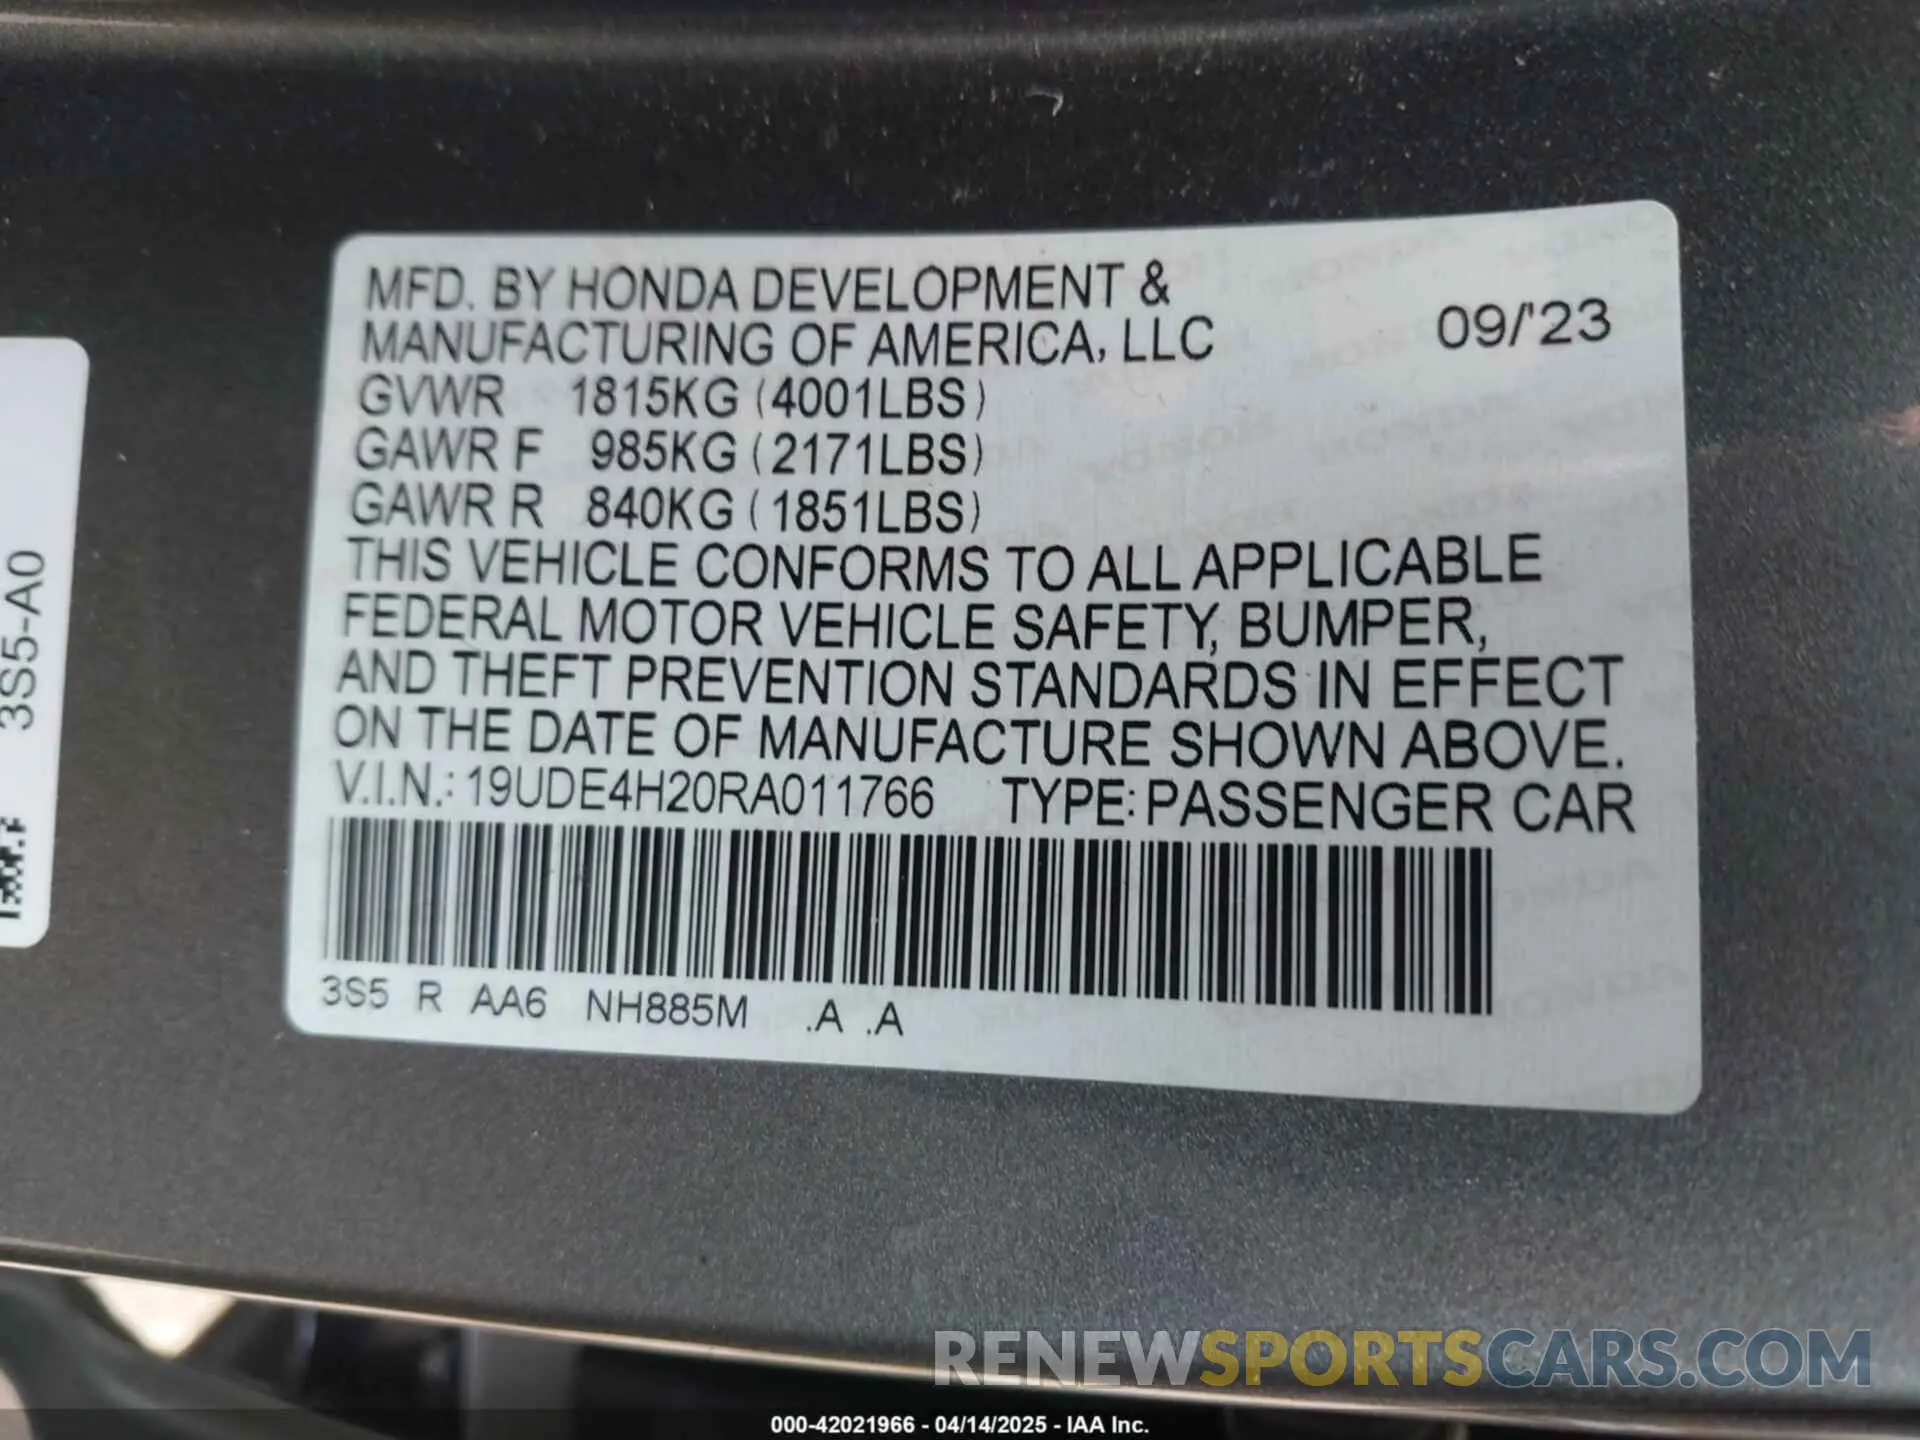 MFD. BY HONDA DEVELOPMENT &
MANUFACTURING OF AMERICA, LLC 09/'23
GVWR 1815KG (4001LBS)
GAWR F 985KG (2171LBS)
GAWR R 840KG (1851LBS)
THIS VEHICLE CONFORMS TO ALL APPLICABLE
FEDERAL MOTOR VEHICLE SAFETY, BUMPER,
AND THEFT PREVENTION STANDARDS IN EFFECT
ON THE DATE OF MANUFACTURE SHOWN ABOVE.
V.I.N.: 19UDE4H20RA011766 TYPE: PASSENGER CAR
3S5 R AA6 NH885M .A .A
3S5-A0
RENEWSPORTSCARS.COM
000-42021966 - 04/14/2025 - IAA Inc.